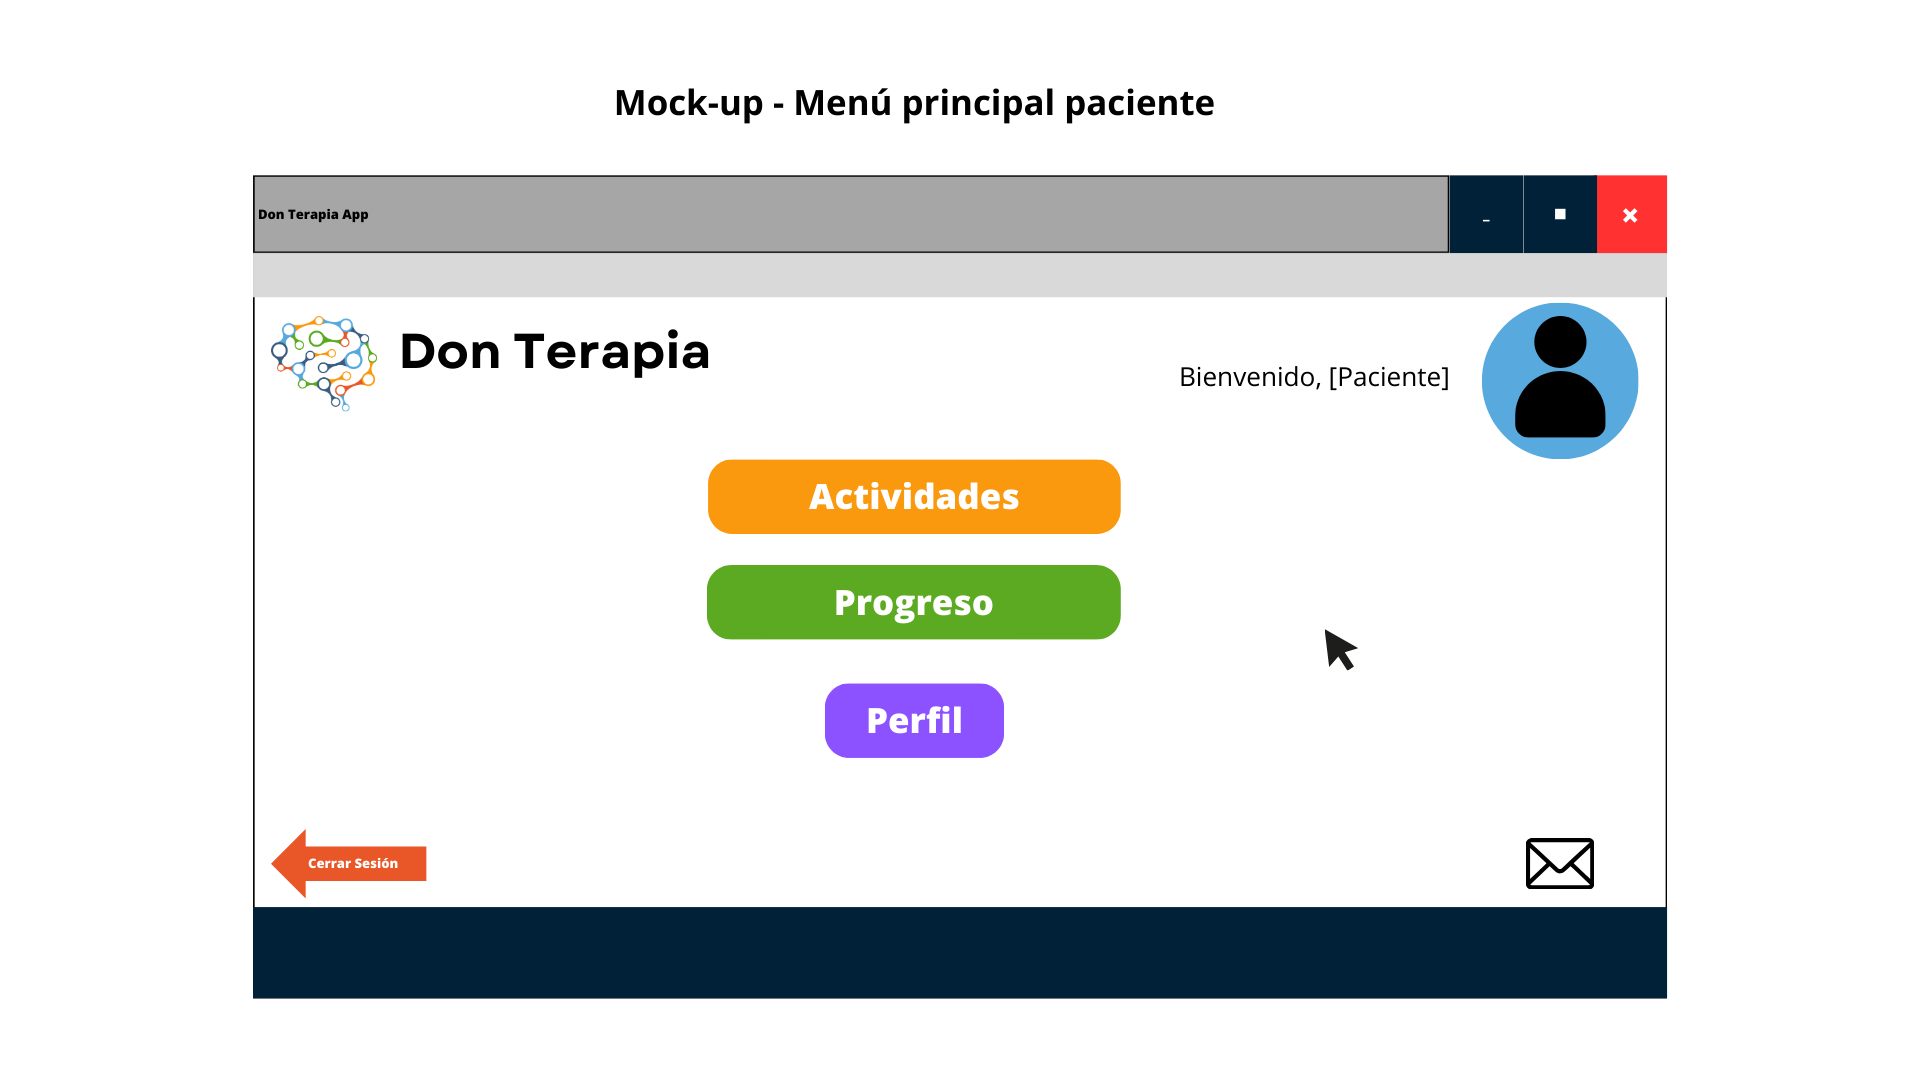 Mock-up - Menú principal paciente
Don Terapia App
Don Terapia
Bienvenido, [Paciente]
Actividades
Progreso
Perfil
Cerrar Sesión